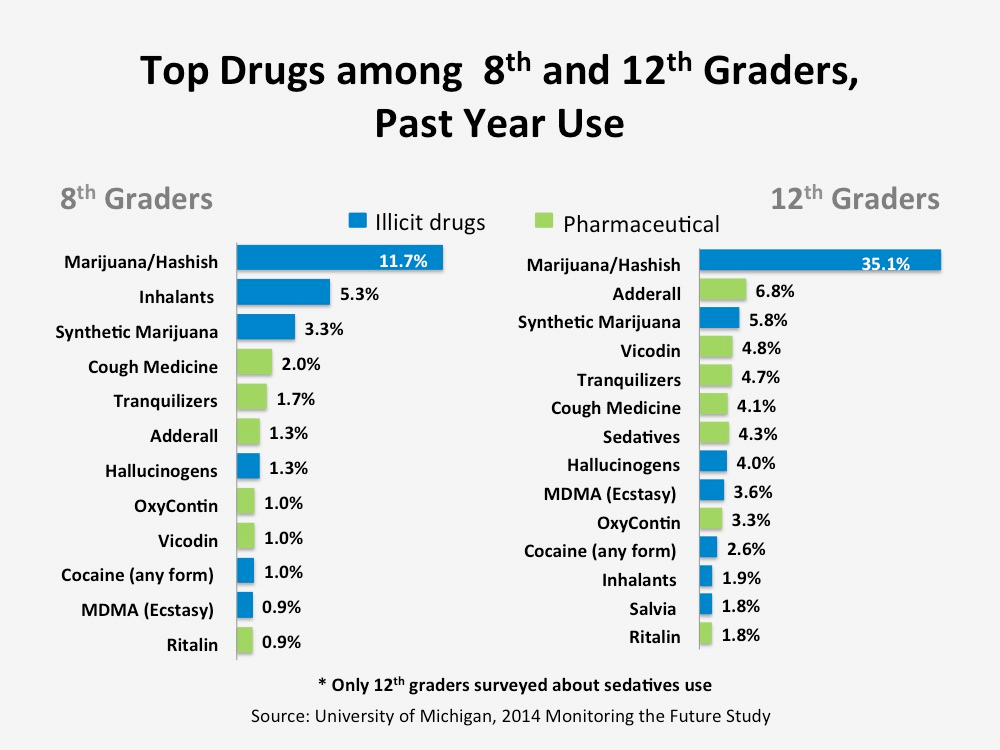 Top Drugs among 8th and 12th Graders,
Past Year Use
8th Graders
12th Graders
Illicit drugs
Pharmaceutical
Marijuana/Hashish 11.7%
Inhalants 5.3%
Synthetic Marijuana 3.3%
Cough Medicine 2.0%
Tranquilizers 1.7%
Adderall 1.3%
Hallucinogens 1.3%
OxyContin 1.0%
Vicodin 1.0%
Cocaine (any form) 1.0%
MDMA (Ecstasy) 0.9%
Ritalin 0.9%
Marijuana/Hashish 35.1%
Adderall 6.8%
Synthetic Marijuana 5.8%
Vicodin 4.8%
Tranquilizers 4.7%
Cough Medicine 4.1%
Sedatives 4.3%
Hallucinogens 4.0%
MDMA (Ecstasy) 3.6%
OxyContin 3.3%
Cocaine (any form) 2.6%
Inhalants 1.9%
Salvia 1.8%
Ritalin 1.8%
* Only 12th graders surveyed about sedatives use
Source: University of Michigan, 2014 Monitoring the Future Study